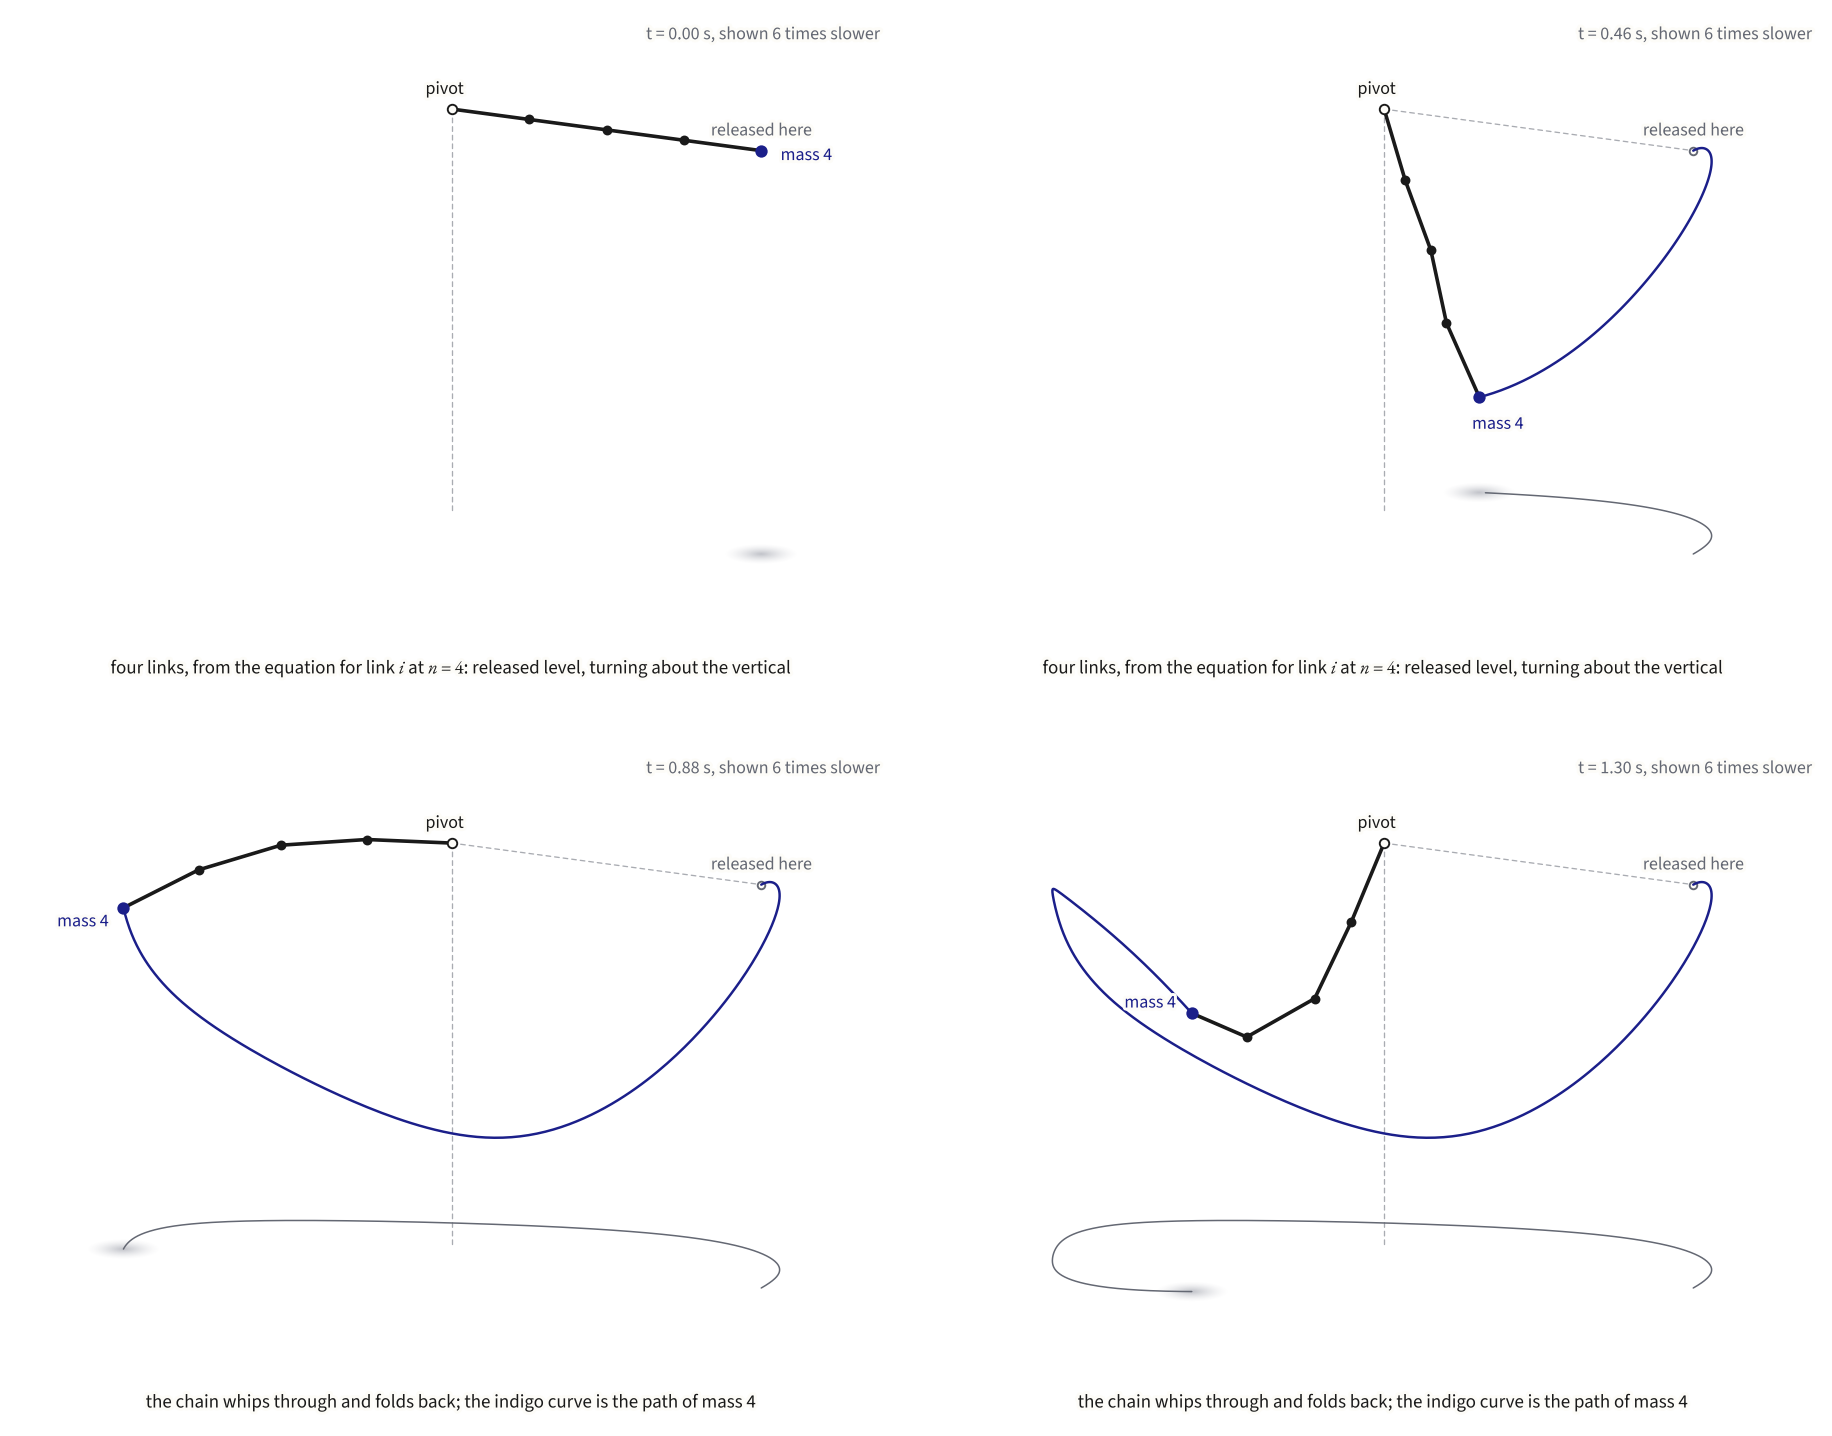 t = 0.00 s, shown 6 times slower
pivot
released here
mass 4
four links, from the equation for link i at n = 4: released level, turning about the vertical
t = 0.46 s, shown 6 times slower
pivot
released here
mass 4
four links, from the equation for link i at n = 4: released level, turning about the vertical
t = 0.88 s, shown 6 times slower
pivot
released here
mass 4
the chain whips through and folds back; the indigo curve is the path of mass 4
t = 1.30 s, shown 6 times slower
pivot
released here
mass 4
the chain whips through and folds back; the indigo curve is the path of mass 4